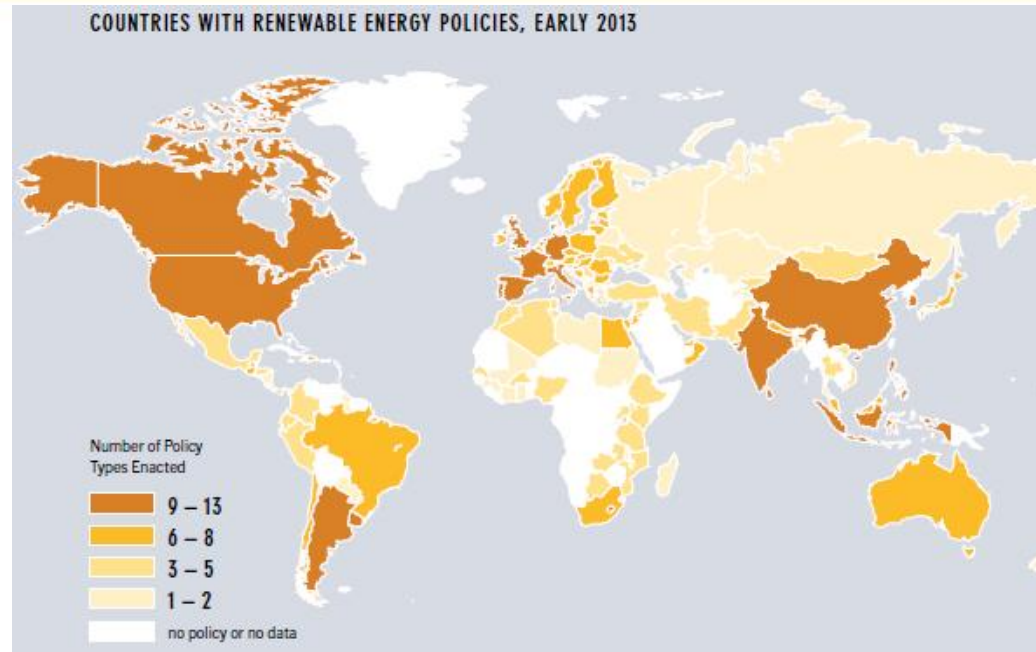 COUNTRIES WITH RENEWABLE ENERGY POLICIES, EARLY 2013
Number of Policy
Types Enacted
9 – 13
6 – 8
3 – 5
1 – 2
no policy or no data